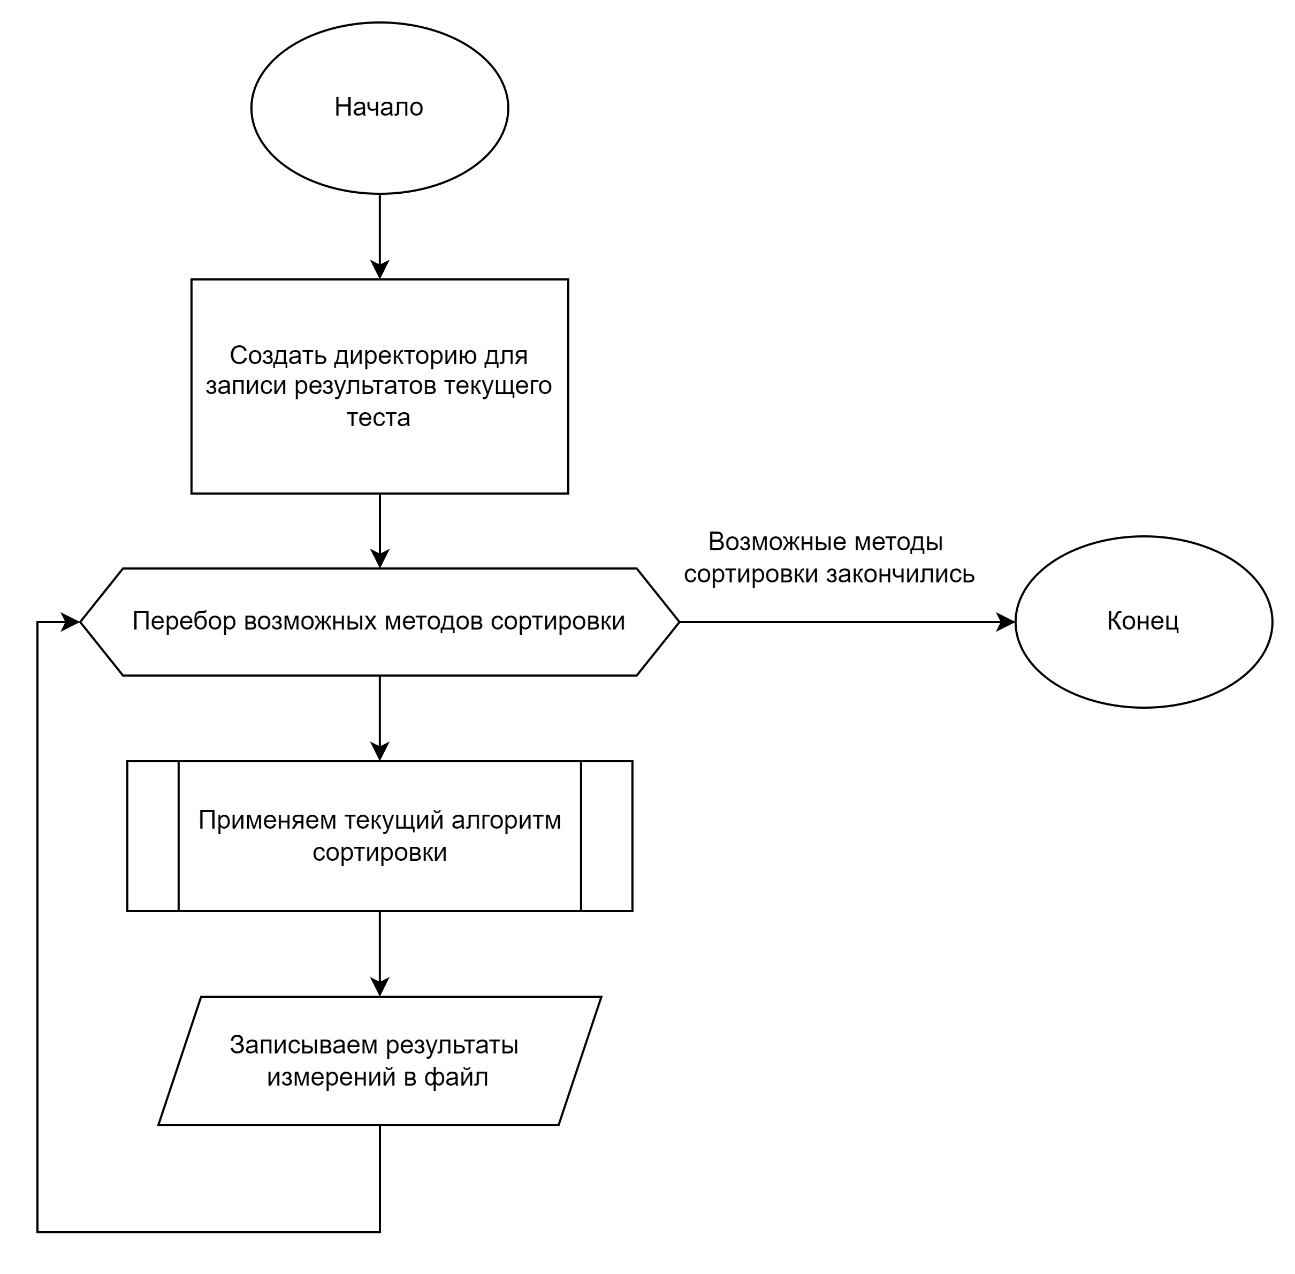 Начало
Создать директорию для
записи результатов текущего
теста
Возможные методы
сортировки закончились
Перебор возможных методов сортировки
Конец
Применяем текущий алгоритм
сортировки
Записываем результаты
измерений в файл